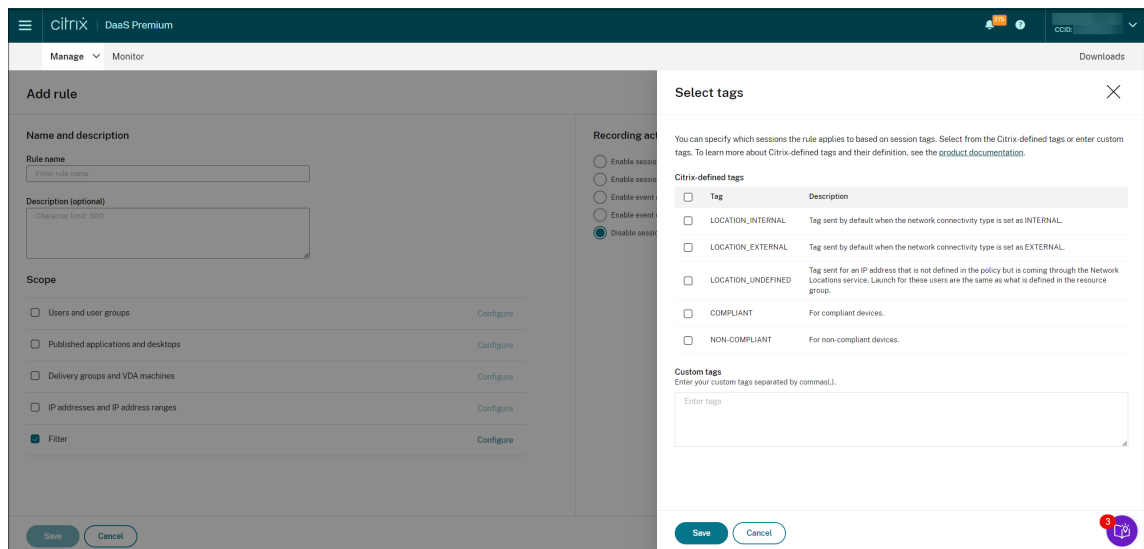 citrix DaaS Premium
275
CCID:
Manage Monitor Downloads
Add rule
Name and description
Rule name
Enter rule name
Description (optional)
Character limit: 300
Scope
Users and user groups Configure
Published applications and desktops Configure
Delivery groups and VDA machines Configure
IP addresses and IP address ranges Configure
Filter Configure
Save Cancel
Recording act
Enable sessio
Enable sessio
Enable event
Enable event
Disable sessio
Select tags
You can specify which sessions the rule applies to based on session tags. Select from the Citrix-defined tags or enter custom
tags. To learn more about Citrix-defined tags and their definition, see the product documentation.
Citrix-defined tags
Tag Description
LOCATION_INTERNAL Tag sent by default when the network connectivity type is set as INTERNAL.
LOCATION_EXTERNAL Tag sent by default when the network connectivity type is set as EXTERNAL.
LOCATION_UNDEFINED Tag sent for an IP address that is not defined in the policy but is coming through the Network
Locations service. Launch for these users are the same as what is defined in the resource
group.
COMPLIANT For compliant devices.
NON-COMPLIANT For non-compliant devices.
Custom tags
Enter your custom tags separated by commas(,).
Enter tags
Save Cancel
3